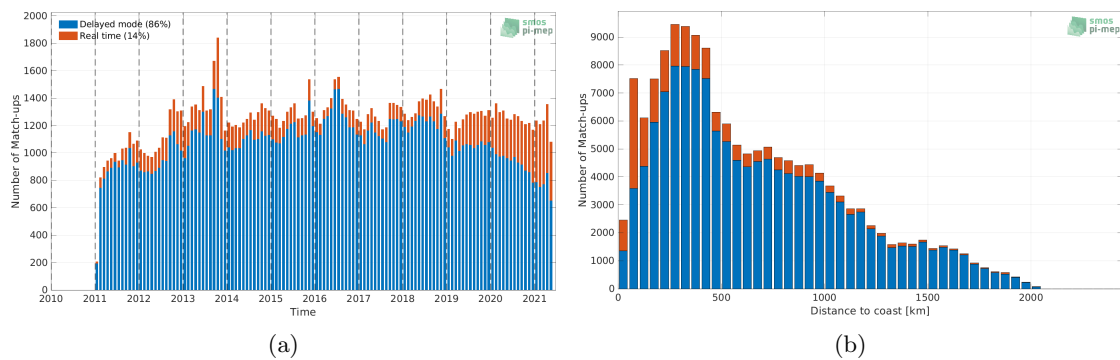 2000
1800
1600
1400
1200
1000
800
600
400
200
0
Number of Match-ups
Delayed mode (86%)
Real time (14%)
smos
pi-mep
2010 2011 2012 2013 2014 2015 2016 2017 2018 2019 2020 2021
Time
(a)
9000
8000
7000
6000
5000
4000
3000
2000
1000
0
Number of Match-ups
smos
pi-mep
0 500 1000 1500 2000
Distance to coast [km]
(b)